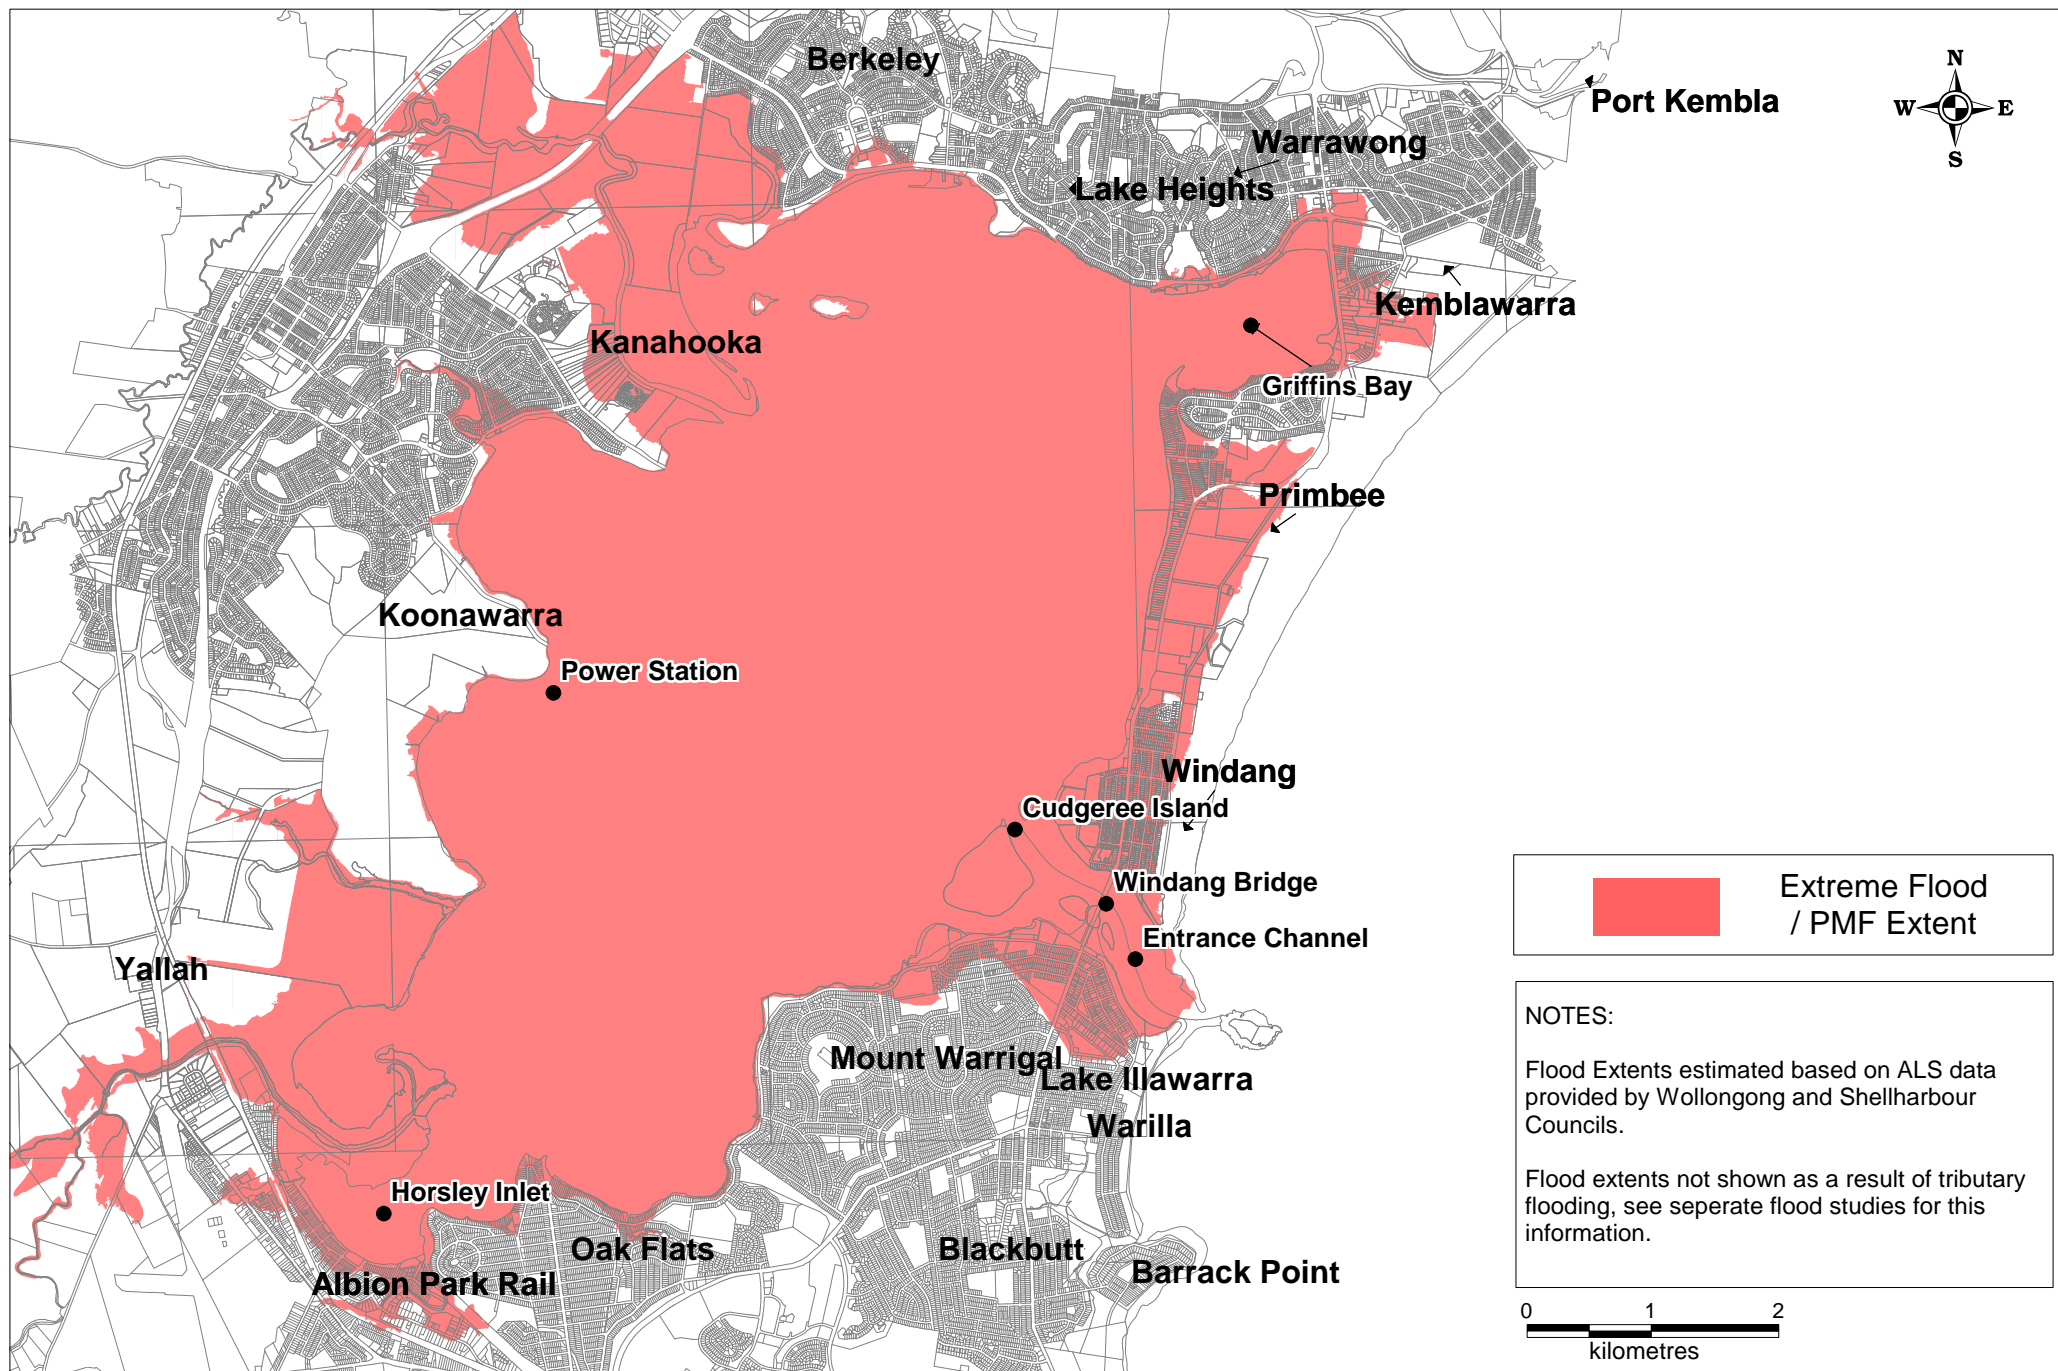 Berkeley
N
W
E
S
Port Kembla
Warrawong
Lake Heights
Kemblawarra
Kanahooka
Griffins Bay
Primbee
Koonawarra
Power Station
Windang
Cudgeree Island
Windang Bridge
Entrance Channel
Yallah
Mount Warrigal
Lake Illawarra
Warilla
Horsley Inlet
Oak Flats
Blackbutt
Barrack Point
Albion Park Rail
Extreme Flood
/ PMF Extent
NOTES:
Flood Extents estimated based on ALS data
provided by Wollongong and Shellharbour
Councils.
Flood extents not shown as a result of tributary
flooding, see seperate flood studies for this
information.
0 1 2
kilometres